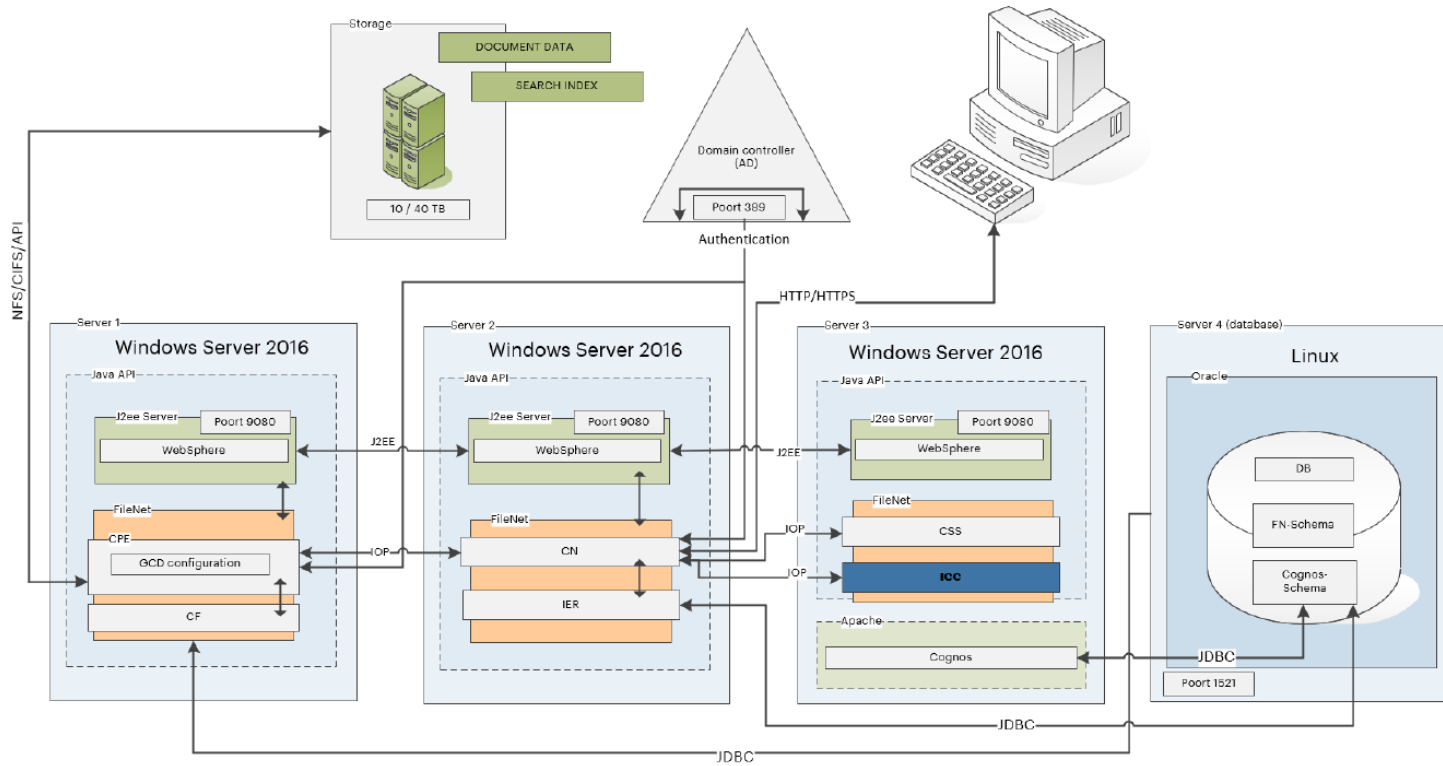 Storage
DOCUMENT DATA
SEARCH INDEX
10 / 40 TB
Domain controller
(AD)
Poort 389
Authentication
NFS/CIFS/API
HTTP/HTTPS
Server 1
Windows Server 2016
Java API
J2ee Server
Poort 9080
WebSphere
FileNet
CPE
GCD configuration
CF
J2EE
IOP
Server 2
Windows Server 2016
Java API
J2ee Server
Poort 9080
WebSphere
FileNet
CN
IER
J2EE
IOP
IOP
Server 3
Windows Server 2016
Java API
J2ee Server
Poort 9080
WebSphere
FileNet
CSS
ICC
Apache
Cognos
JDBC
Server 4 (database)
Linux
Oracle
DB
FN-Schema
Cognos-
Schema
Poort 1521
JDBC
JDBC